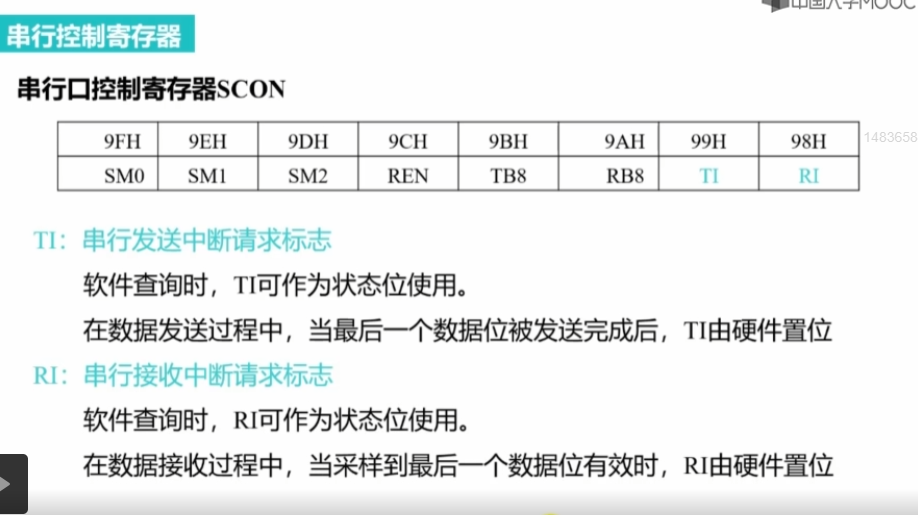 中国大学MOOC
串行控制寄存器
串行口控制寄存器SCON
9FH 9EH 9DH 9CH 9BH 9AH 99H 98H
1483658
SM0 SM1 SM2 REN TB8 RB8 TI RI
TI：串行发送中断请求标志
软件查询时，TI可作为状态位使用。
在数据发送过程中，当最后一个数据位被发送完成后，TI由硬件置位
RI：串行接收中断请求标志
软件查询时，RI可作为状态位使用。
在数据接收过程中，当采样到最后一个数据位有效时，RI由硬件置位